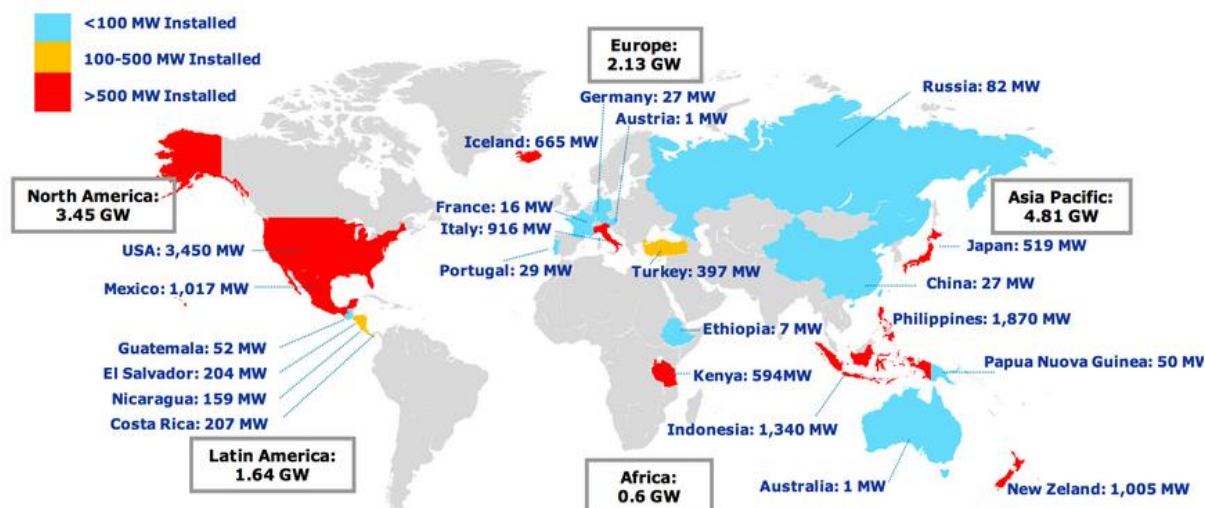 <100 MW Installed
100-500 MW Installed
>500 MW Installed
Europe:
2.13 GW
Germany: 27 MW
Austria: 1 MW
Russia: 82 MW
Iceland: 665 MW
North America:
3.45 GW
Asia Pacific:
4.81 GW
France: 16 MW
Italy: 916 MW
Portugal: 29 MW
Turkey: 397 MW
USA: 3,450 MW
Mexico: 1,017 MW
Japan: 519 MW
China: 27 MW
Philippines: 1,870 MW
Ethiopia: 7 MW
Guatemala: 52 MW
El Salvador: 204 MW
Nicaragua: 159 MW
Costa Rica: 207 MW
Kenya: 594MW
Papua Nuova Guinea: 50 MW
Indonesia: 1,340 MW
Latin America:
1.64 GW
Africa:
0.6 GW
Australia: 1 MW
New Zeland: 1,005 MW